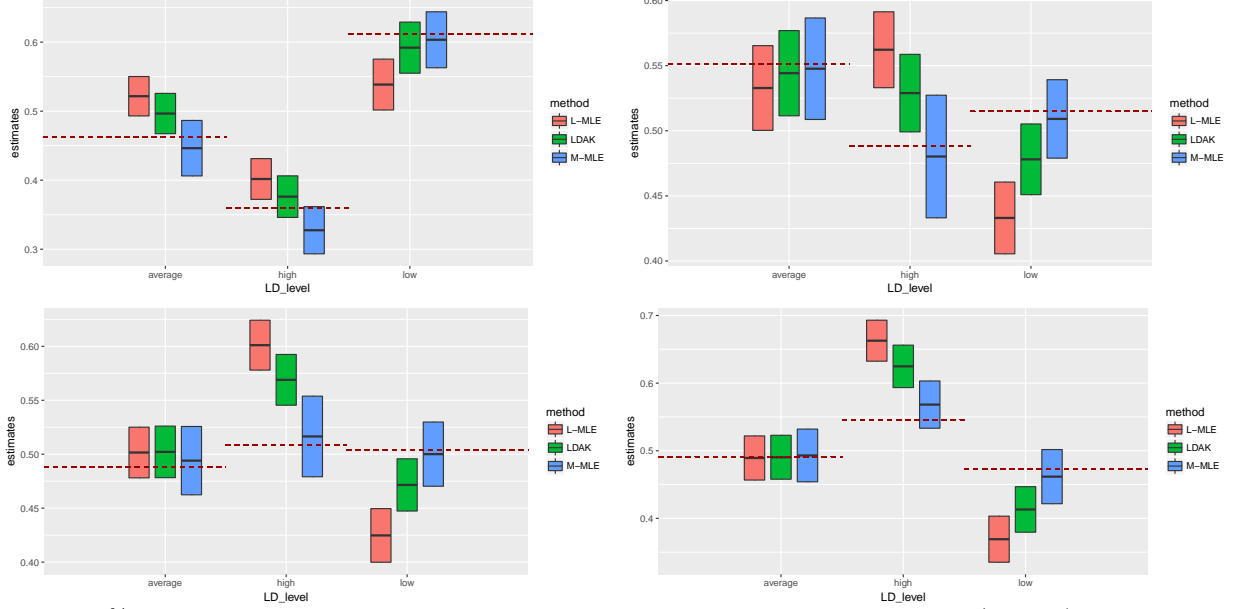 0.6
0.5
0.4
0.3
estimates
average high low
LD_level
method
L-MLE
LDAK
M-MLE
0.60
0.55
0.50
0.45
0.40
estimates
average high low
LD_level
method
L-MLE
LDAK
M-MLE
0.60
0.55
0.50
0.45
0.40
estimates
average high low
LD_level
method
L-MLE
LDAK
M-MLE
0.7
0.6
0.5
0.4
estimates
average high low
LD_level
method
L-MLE
LDAK
M-MLE